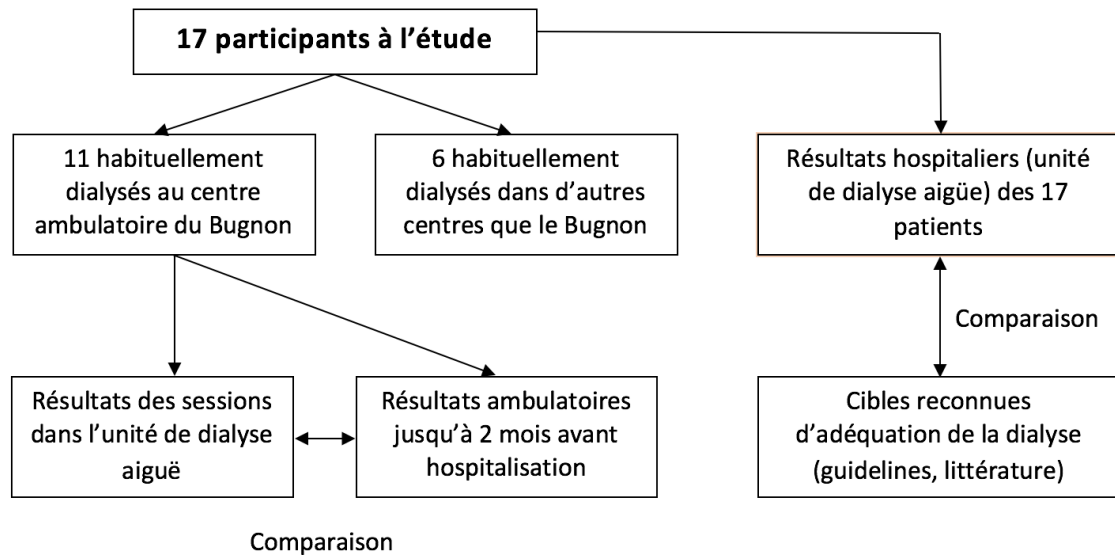 17 participants à l'étude
11 habituellement
dialysés au centre
ambulatoire du Bugnon
6 habituellement
dialysés dans d'autres
centres que le Bugnon
Résultats hospitaliers (unité
de dialyse aigüe) des 17
patients
Comparaison
Résultats des sessions
dans l'unité de dialyse
aiguë
Résultats ambulatoires
jusqu'à 2 mois avant
hospitalisation
Cibles reconnues
d'adéquation de la dialyse
(guidelines, littérature)
Comparaison